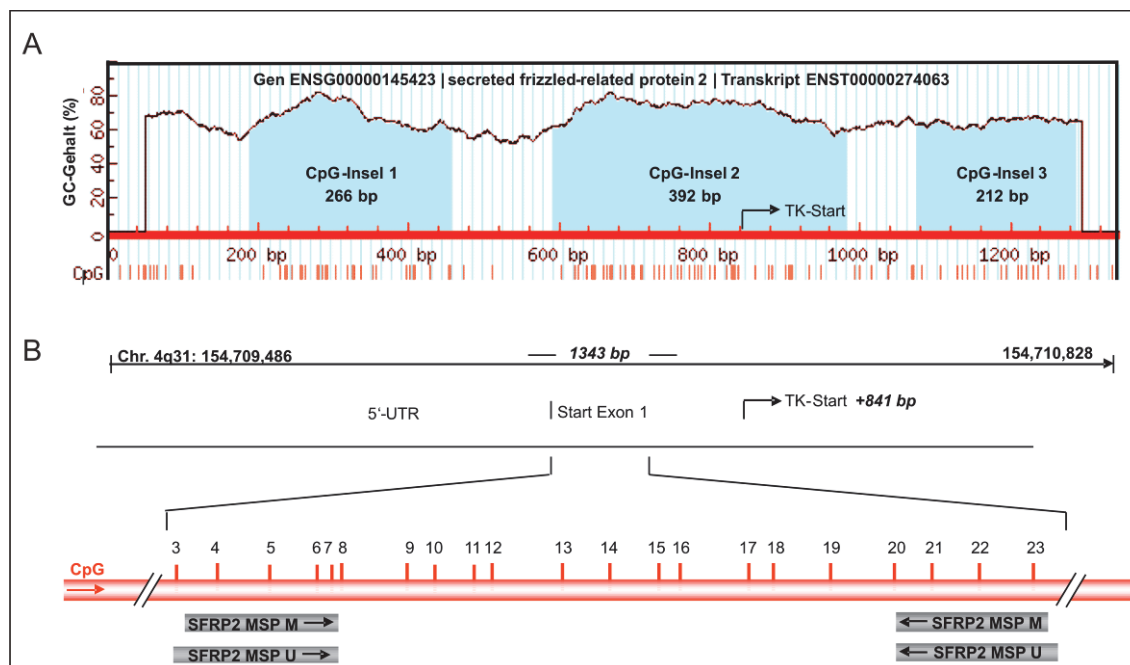 A
Gen ENSG00000145423 | secreted frizzled-related protein 2 | Transkript ENST00000274063
GC-Gehalt (%)
80
60
40
20
0
CpG-Insel 1
266 bp
CpG-Insel 2
392 bp
CpG-Insel 3
212 bp
TK-Start
0 200 bp 400 bp 600 bp 800 bp 1000 bp 1200 bp
CpG
B
Chr. 4q31: 154,709,486 1343 bp 154,710,828
5'-UTR Start Exon 1 TK-Start +841 bp
3 4 5 6 7 8 9 10 11 12 13 14 15 16 17 18 19 20 21 22 23
CpG
SFRP2 MSP M SFRP2 MSP M
SFRP2 MSP U SFRP2 MSP U